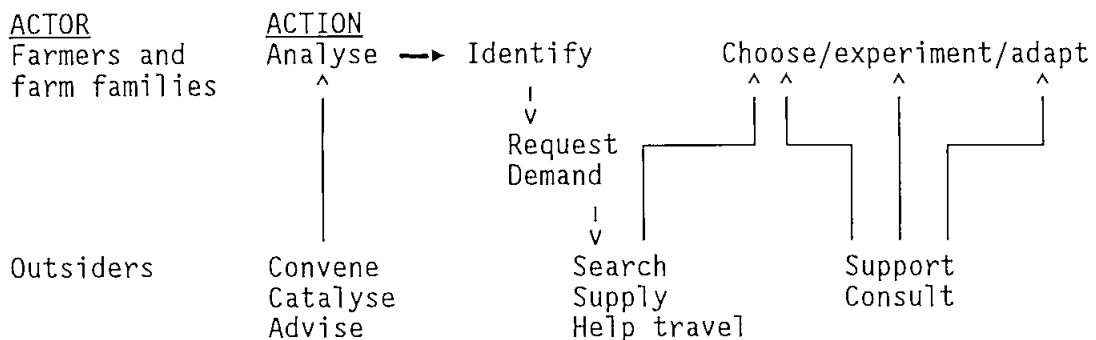 ACTOR ACTION
Farmers and Analyse Identify Choose/experiment/adapt
farm families
Request
Demand
Outsiders Convene Search Support
Catalyse Supply Consult
Advise Help travel